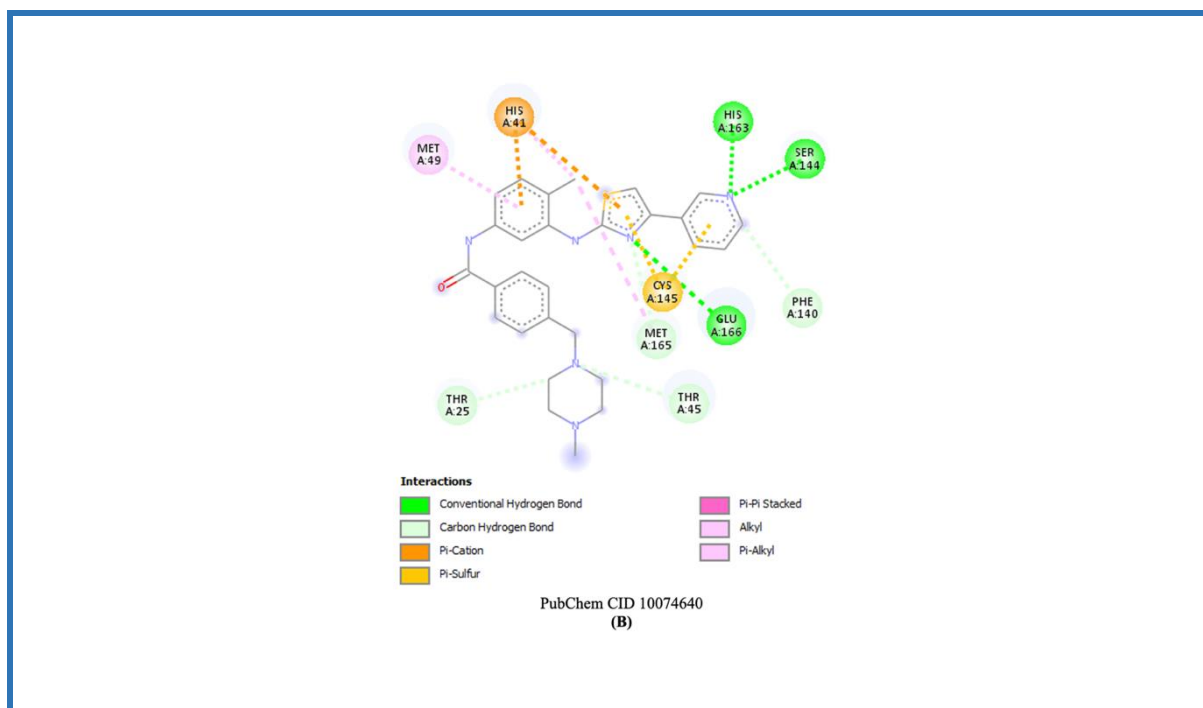 HIS
A:41
HIS
A:163
MET
A:49
SER
A:144
N
N
N
N
O
CYS
A:145
PHE
A:140
GLU
A:166
MET
A:165
N
THR
A:25
THR
A:45
N
Interactions
Conventional Hydrogen Bond
Carbon Hydrogen Bond
Pi-Cation
Pi-Sulfur
Pi-Pi Stacked
Alkyl
Pi-Alkyl
PubChem CID 10074640
(B)